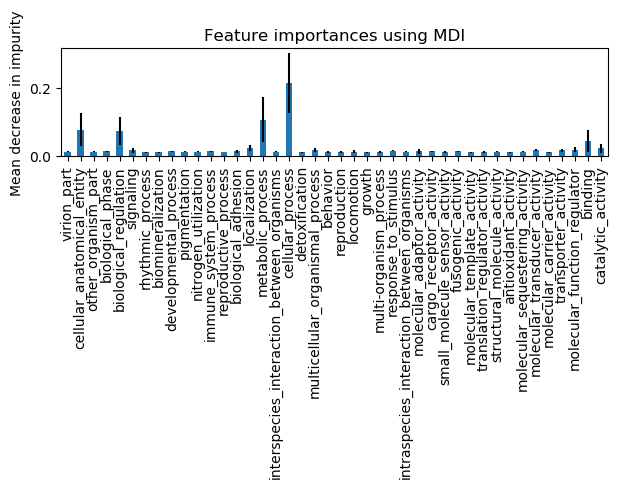 Feature importances using MDI
Mean decrease in impurity
0.2
0.0
virion_part
cellular_anatomical_entity
other_organism_part
biological_phase
biological_regulation
signaling
rhythmic_process
biomineralization
developmental_process
pigmentation
nitrogen_utilization
immune_system_process
reproductive_process
biological_adhesion
localization
metabolic_process
interspecies_interaction_between_organisms
cellular_process
detoxification
multicellular_organismal_process
behavior
reproduction
locomotion
growth
multi-organism_process
response_to_stimulus
intraspecies_interaction_between_organisms
molecular_adaptor_activity
cargo_receptor_activity
small_molecule_sensor_activity
fusogenic_activity
molecular_template_activity
translation_regulator_activity
structural_molecule_activity
antioxidant_activity
molecular_sequestering_activity
molecular_transducer_activity
molecular_carrier_activity
transporter_activity
molecular_function_regulator
binding
catalytic_activity